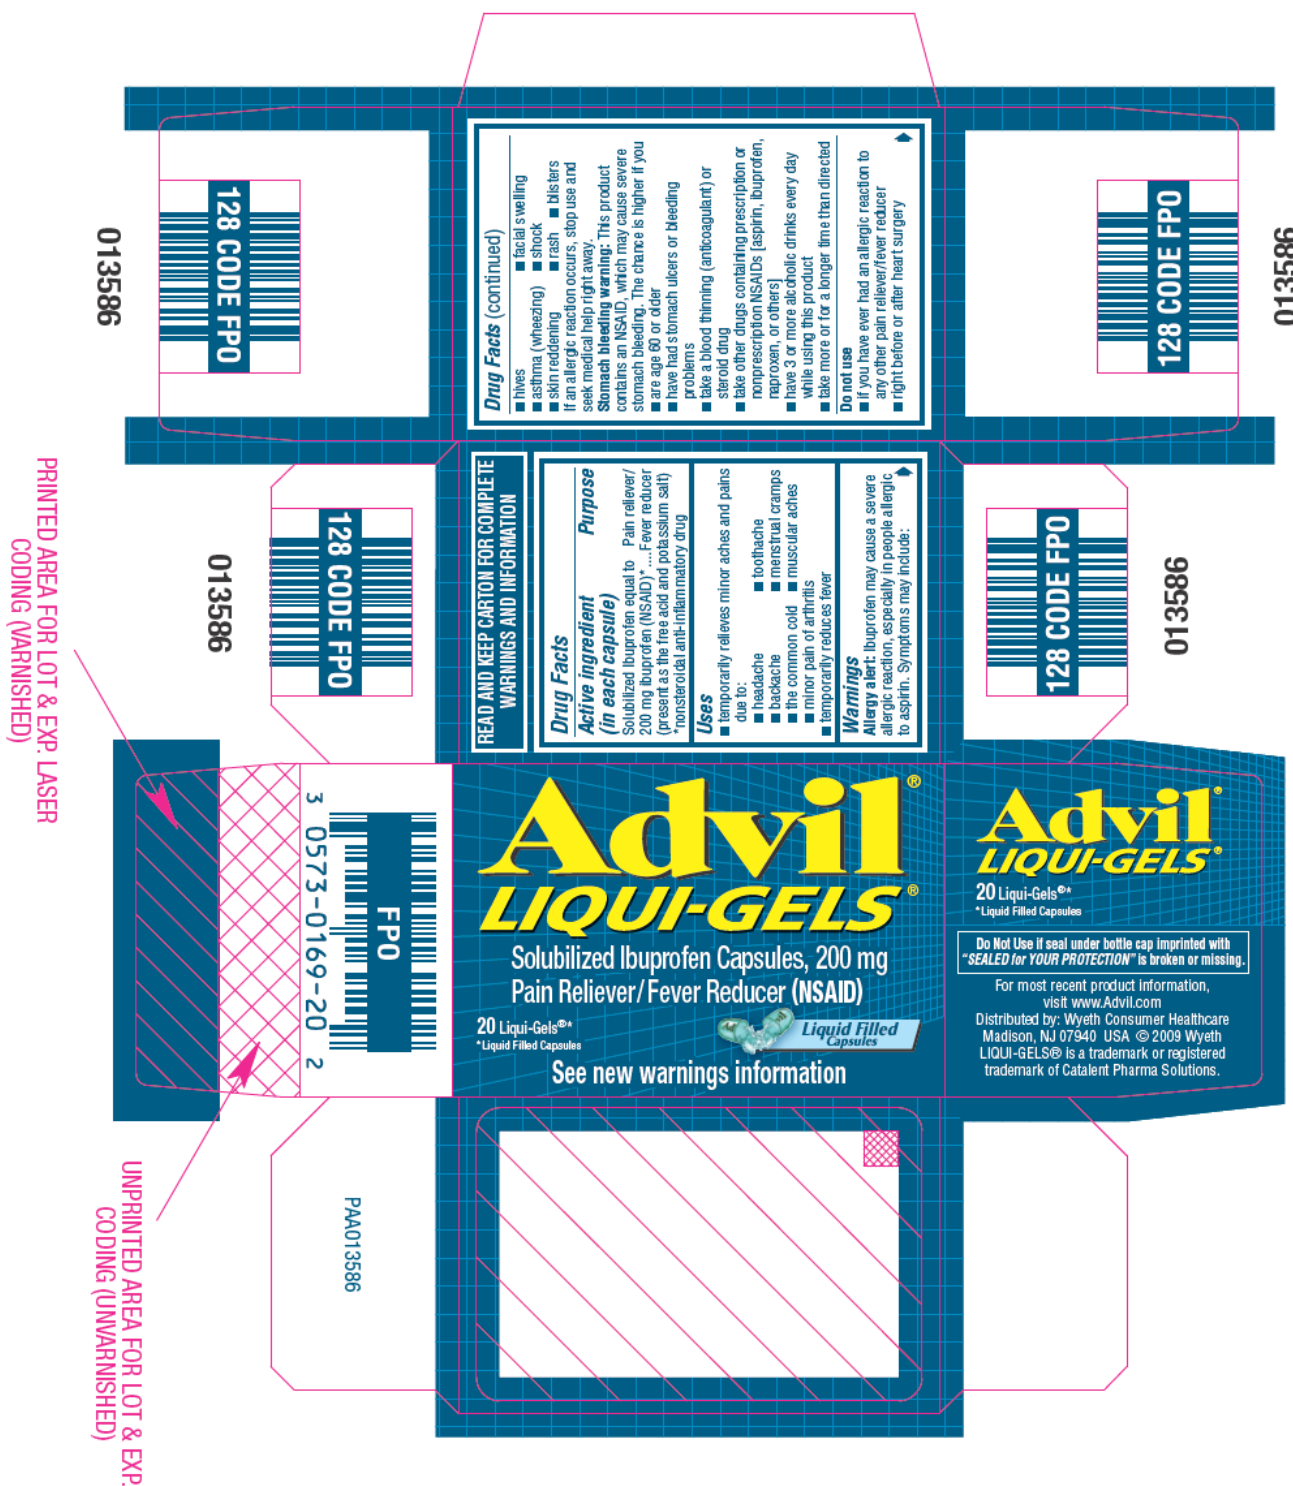 Drug Facts (continued)
■ hives ■ facial swelling
■ asthma (wheezing) ■ shock
■ skin reddening ■ rash ■ blisters
If an allergic reaction occurs, stop use and
seek medical help right away.
Stomach bleeding warning: This product
contains an NSAID, which may cause severe
stomach bleeding. The chance is higher if you
■ are age 60 or older
■ have had stomach ulcers or bleeding
problems
■ take a blood thinning (anticoagulant) or
steroid drug
■ take other drugs containing prescription or
nonprescription NSAIDs [aspirin, ibuprofen,
naproxen, or others]
■ have 3 or more alcoholic drinks every day
while using this product
■ take more or for a longer time than directed
Do not use
■ if you have ever had an allergic reaction to
any other pain reliever/fever reducer
■ right before or after heart surgery
128 CODE FPO
013586
128 CODE FPO
013586
READ AND KEEP CARTON FOR COMPLETE
WARNINGS AND INFORMATION
Drug Facts
Active ingredient Purpose
(in each capsule)
Solubilized Ibuprofen equal to Pain reliever/
200 mg ibuprofen (NSAID)* ....Fever reducer
(present as the free acid and potassium salt)
*nonsteroidal anti-inflammatory drug
Uses
■ temporarily relieves minor aches and pains
due to:
■ headache ■ toothache
■ backache ■ menstrual cramps
■ the common cold ■ muscular aches
■ minor pain of arthritis
■ temporarily reduces fever
Warnings
Allergy alert: Ibuprofen may cause a severe
allergic reaction, especially in people allergic
to aspirin. Symptoms may include:
128 CODE FPO
013586
128 CODE FPO
013586
PRINTED AREA FOR LOT & EXP. LASER
CODING (VARNISHED)
3 0573-0169-20 2
FPO
Advil®
LIQUI-GELS®
Solubilized Ibuprofen Capsules, 200 mg
Pain Reliever/Fever Reducer (NSAID)
20 Liqui-Gels®*
*Liquid Filled Capsules
Liquid Filled
Capsules
See new warnings information
Advil®
LIQUI-GELS®
20 Liqui-Gels®*
*Liquid Filled Capsules
Do Not Use if seal under bottle cap imprinted with
"SEALED for YOUR PROTECTION" is broken or missing.
For most recent product information,
visit www.Advil.com
Distributed by: Wyeth Consumer Healthcare
Madison, NJ 07940 USA © 2009 Wyeth
LIQUI-GELS® is a trademark or registered
trademark of Catalent Pharma Solutions.
UNPRINTED AREA FOR LOT & EXP.
CODING (UNVARNISHED)
PAA013586